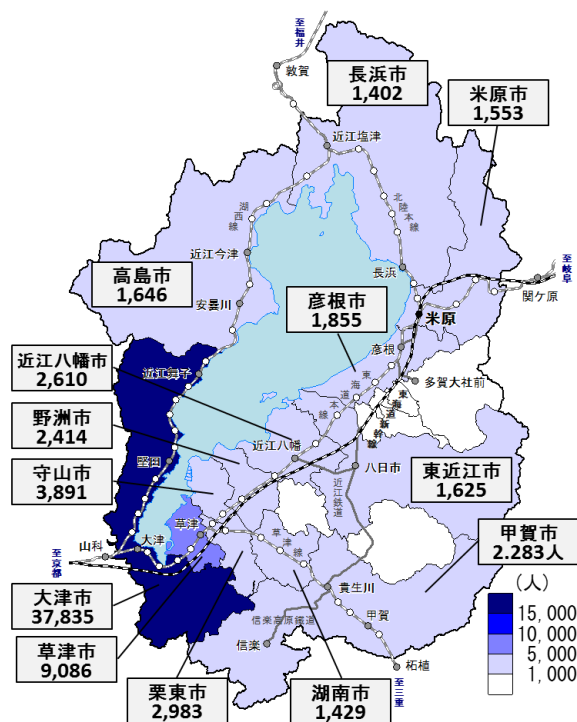 至福井
敦賀
長浜市
1,402
米原市
1,553
近江塩津
湖西線
北陸本線
近江今津
長浜
至岐阜
関ケ原
高島市
1,646
安曇川
彦根市
1,855
米原
彦根
近江八幡市
2,610
近江舞子
多賀大社前
東海道本線
東海道新幹線
野洲市
2,414
近江八幡
八日市
東近江市
1,625
守山市
3,891
堅田
近江鉄道
甲賀市
2.283人
草津
草津線
山科
大津
至京都
貴生川
大津市
37,835
信楽高原鐵道
甲賀
信楽
柘植
至三重
草津市
9,086
栗東市
2,983
湖南市
1,429
(人)
15,000
10,000
5,000
1,000